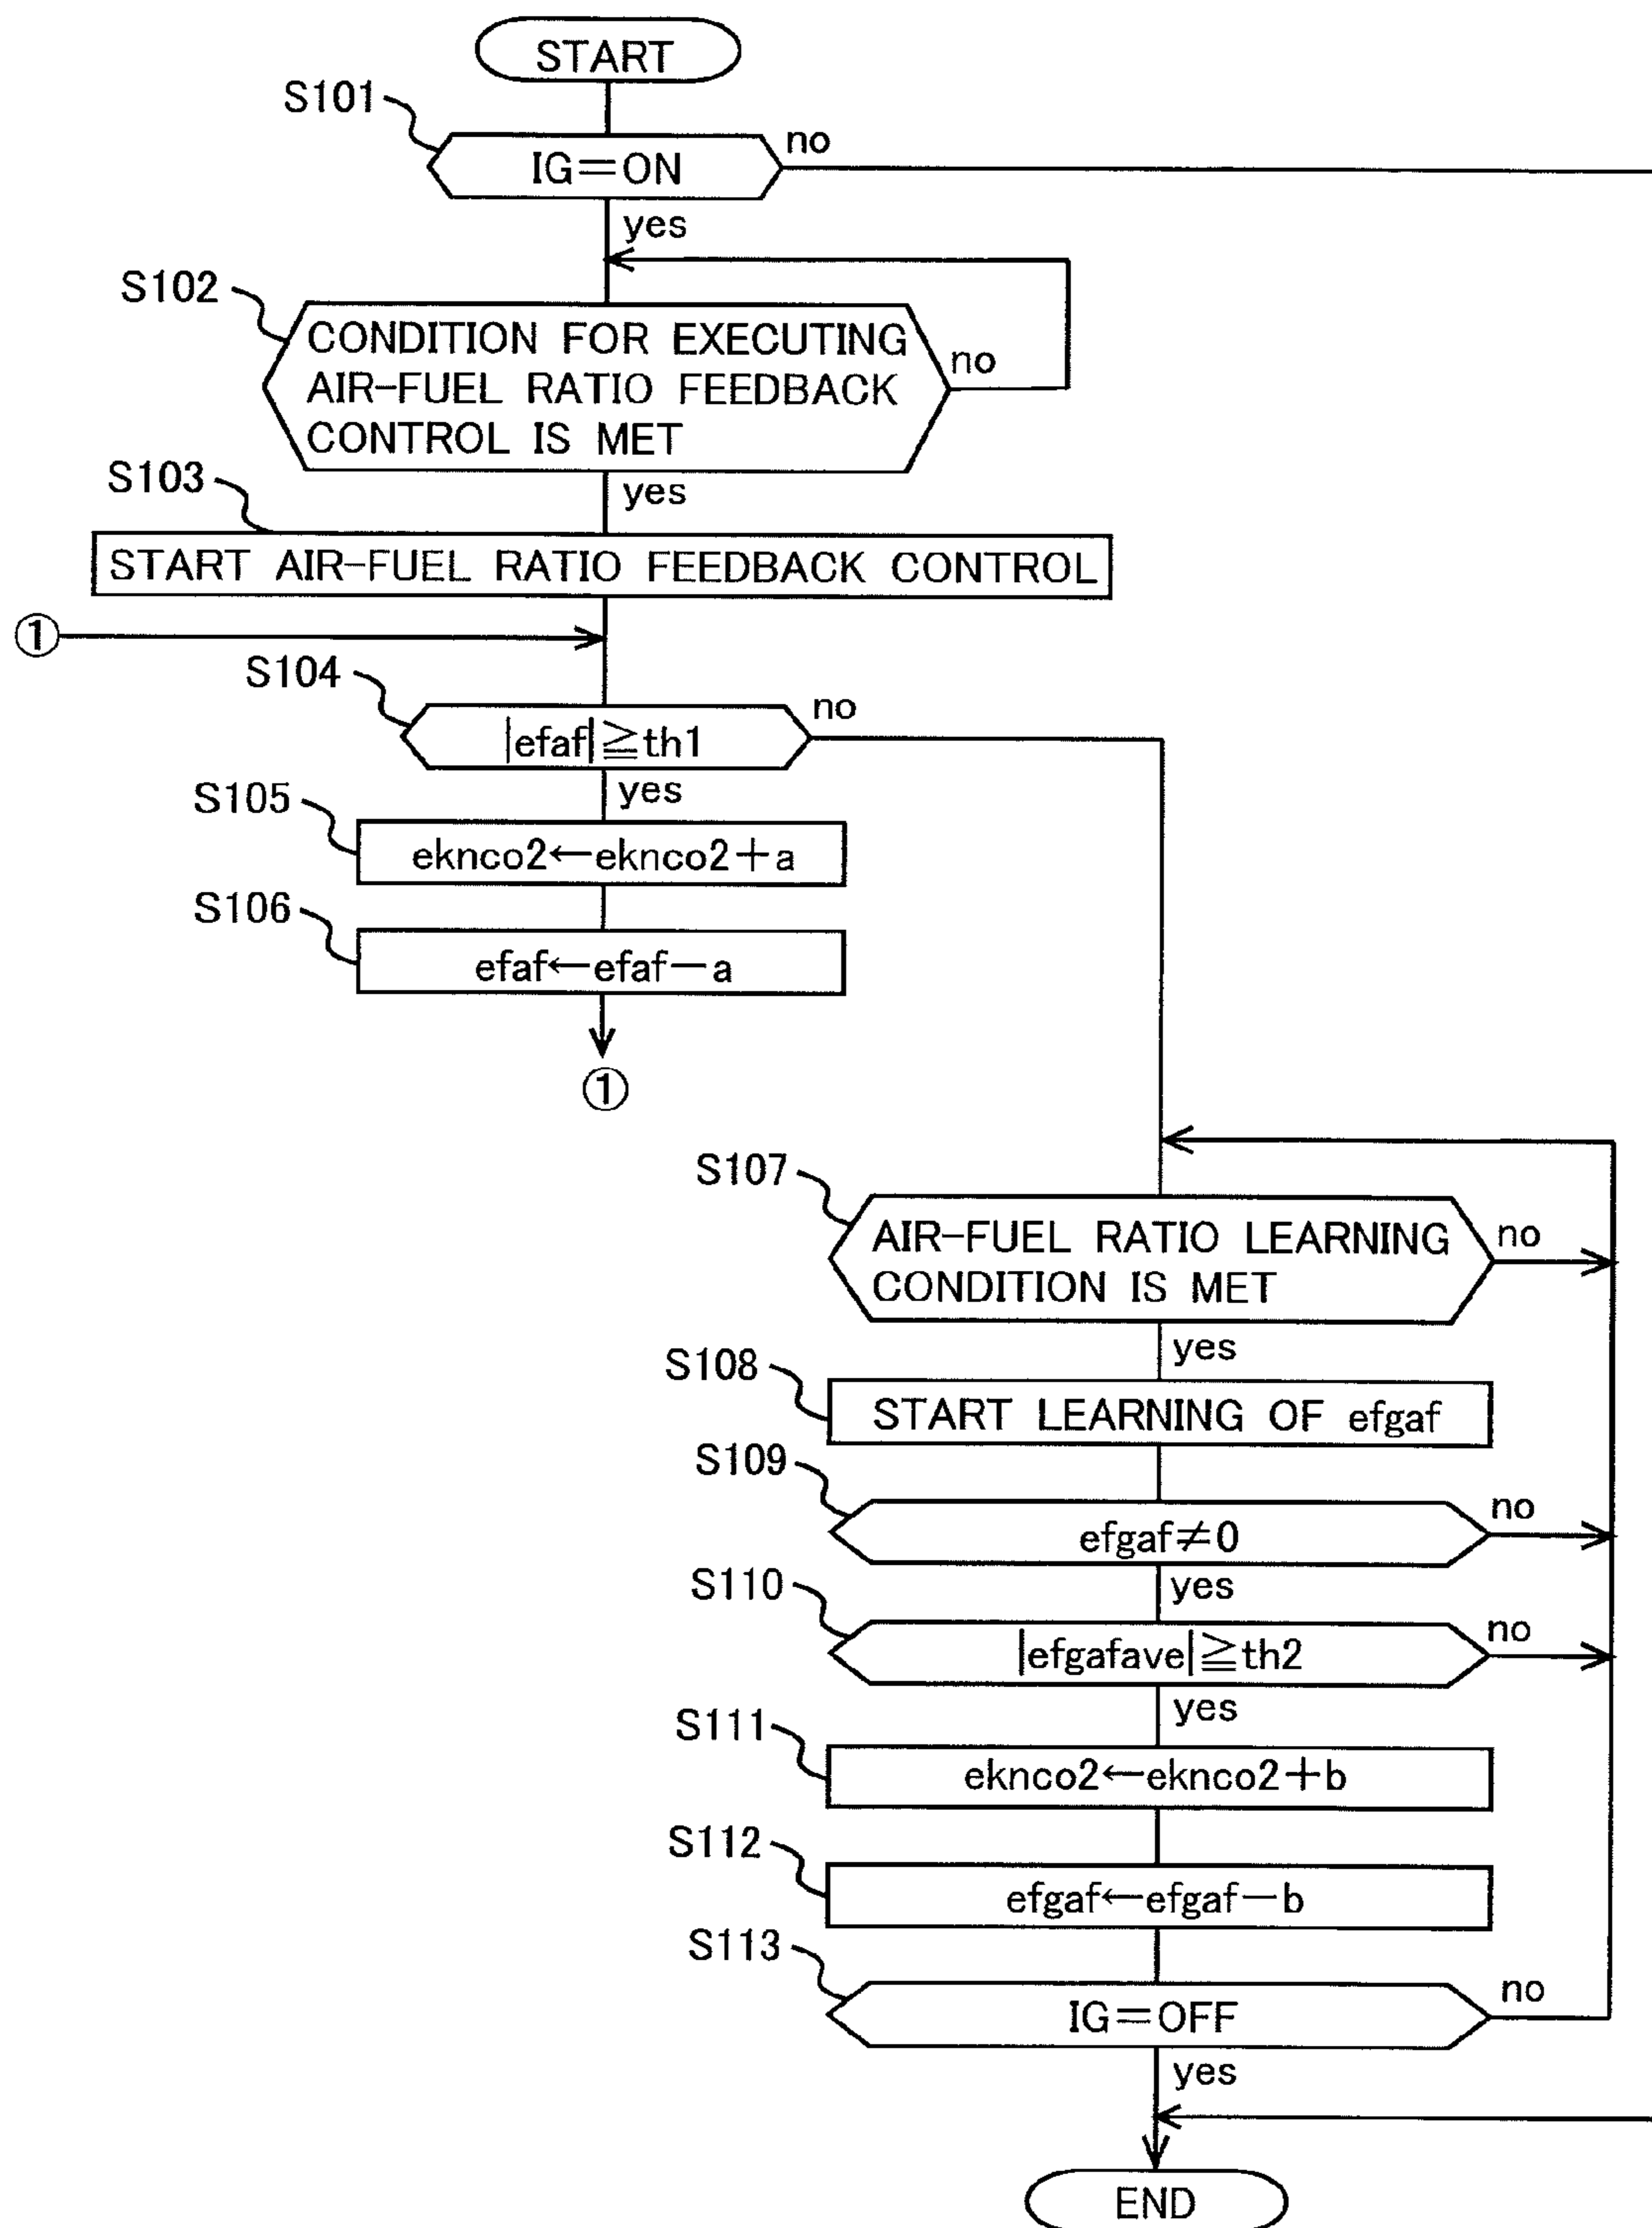 START
S101
IG=ON
no
yes
S102
CONDITION FOR EXECUTING
AIR-FUEL RATIO FEEDBACK
CONTROL IS MET
no
yes
S103
START AIR-FUEL RATIO FEEDBACK CONTROL
①
S104
|efaf|≧th1
no
yes
S105
eknco2←eknco2+a
S106
efaf←efaf−a
①
S107
AIR-FUEL RATIO LEARNING
CONDITION IS MET
no
yes
S108
START LEARNING OF efgaf
S109
efgaf≠0
no
yes
S110
|efgafave|≧th2
no
yes
S111
eknco2←eknco2+b
S112
efgaf←efgaf−b
S113
IG=OFF
no
yes
END